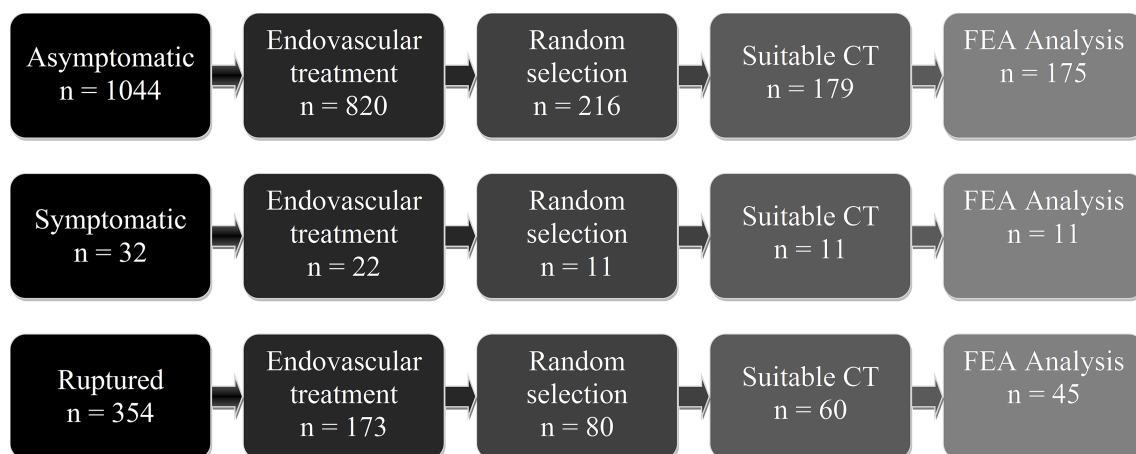 Asymptomatic
n = 1044
Endovascular
treatment
n = 820
Random
selection
n = 216
Suitable CT
n = 179
FEA Analysis
n = 175
Symptomatic
n = 32
Endovascular
treatment
n = 22
Random
selection
n = 11
Suitable CT
n = 11
FEA Analysis
n = 11
Ruptured
n = 354
Endovascular
treatment
n = 173
Random
selection
n = 80
Suitable CT
n = 60
FEA Analysis
n = 45